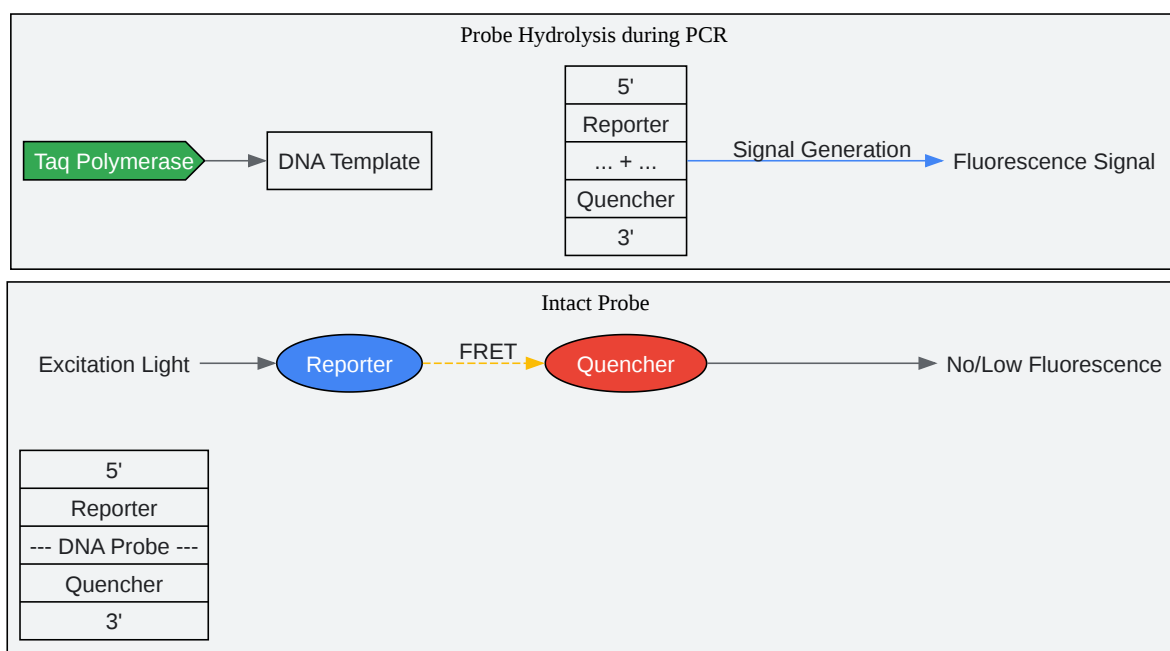 Probe Hydrolysis during PCR
Taq Polymerase
DNA Template
5'
Reporter
... + ...
Quencher
3'
Signal Generation
Fluorescence Signal
Intact Probe
Excitation Light
Reporter
FRET
Quencher
No/Low Fluorescence
5'
Reporter
--- DNA Probe ---
Quencher
3'